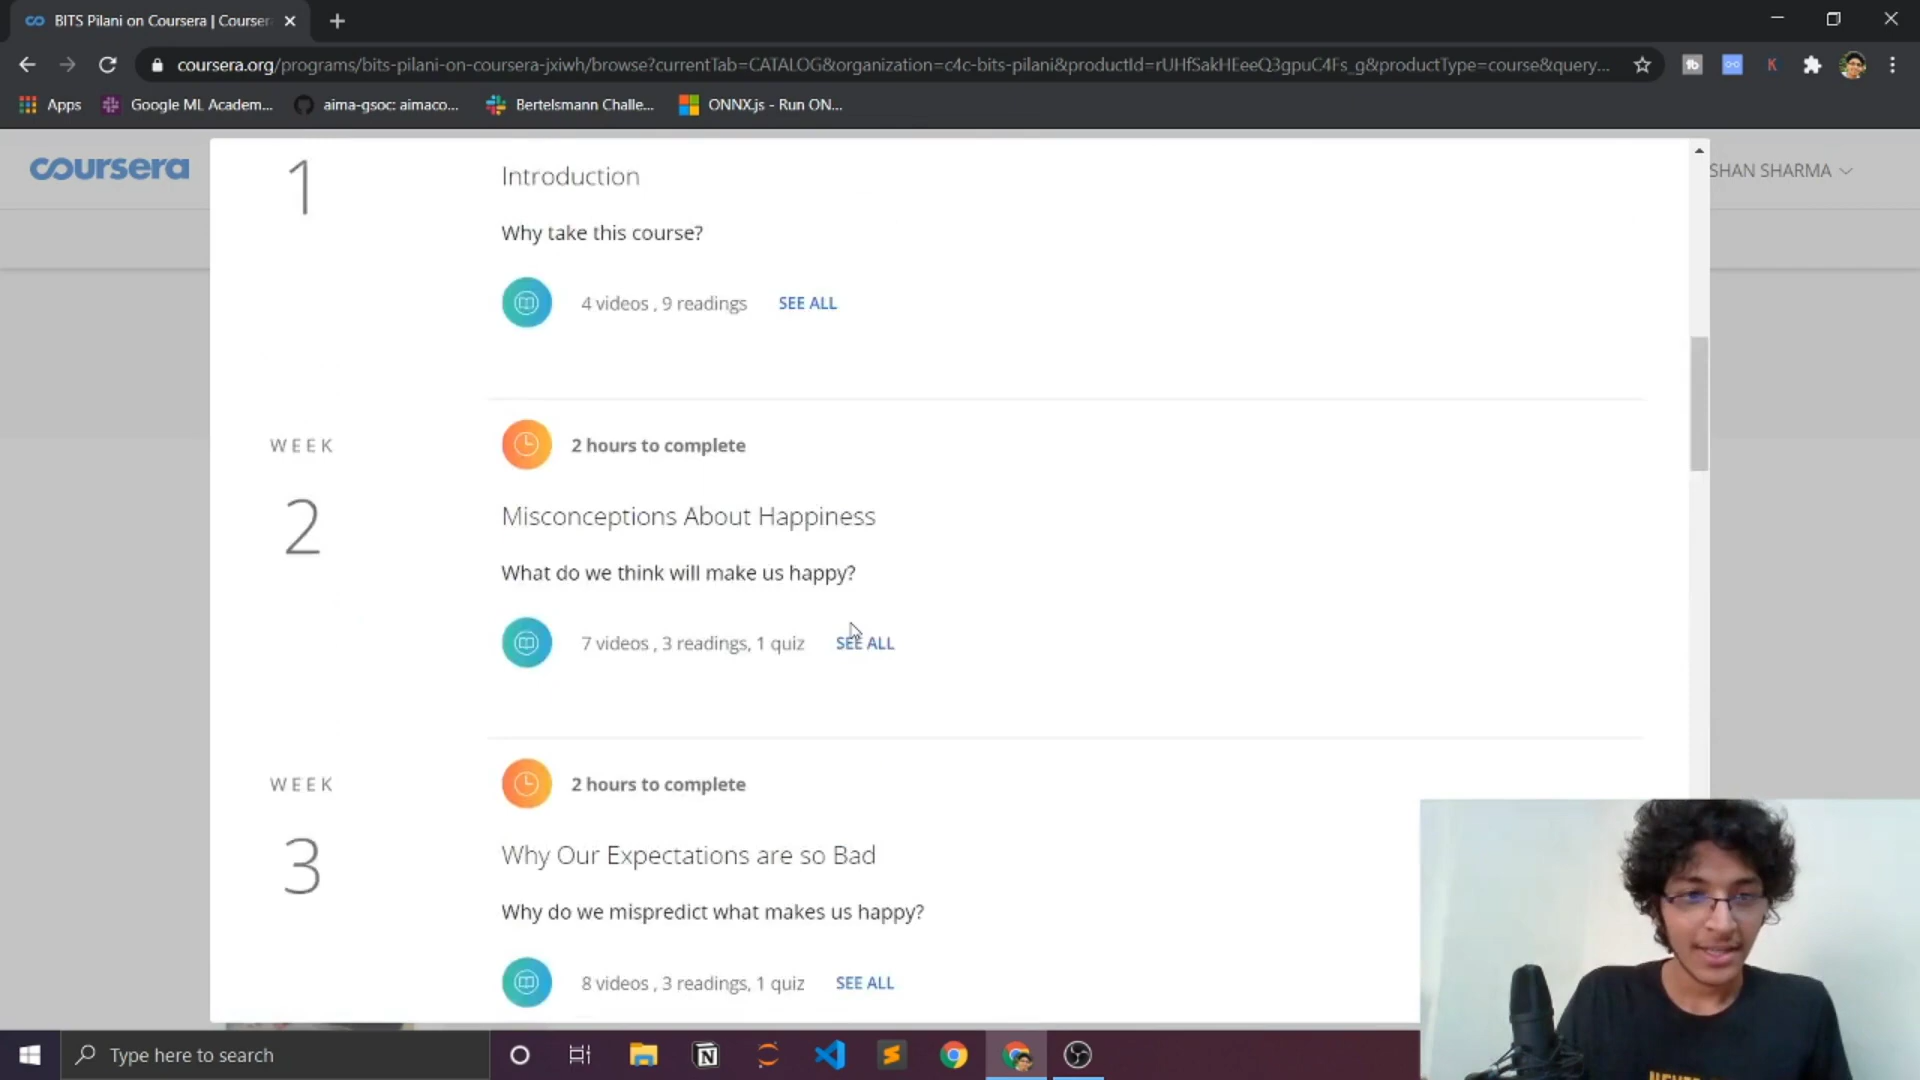 BITS Pilani on Coursera | Courser
coursera.org/programs/bits-pilani-on-coursera-jxiwh/browse?currentTab=CATALOG&organization=c4c-bits-pilani&productId=rUHfSakHEeeQ3gpuC4Fs_g&productType=course&query...
Apps Google ML Academ... aima-gsoc: aimaco... Bertelsmann Challe... ONNX.js - Run ON...
coursera
SHAN SHARMA
1
Introduction
Why take this course?
4 videos , 9 readings SEE ALL
WEEK
2 hours to complete
2
Misconceptions About Happiness
What do we think will make us happy?
7 videos , 3 readings, 1 quiz SEE ALL
WEEK
2 hours to complete
3
Why Our Expectations are so Bad
Why do we mispredict what makes us happy?
8 videos , 3 readings, 1 quiz SEE ALL
Type here to search